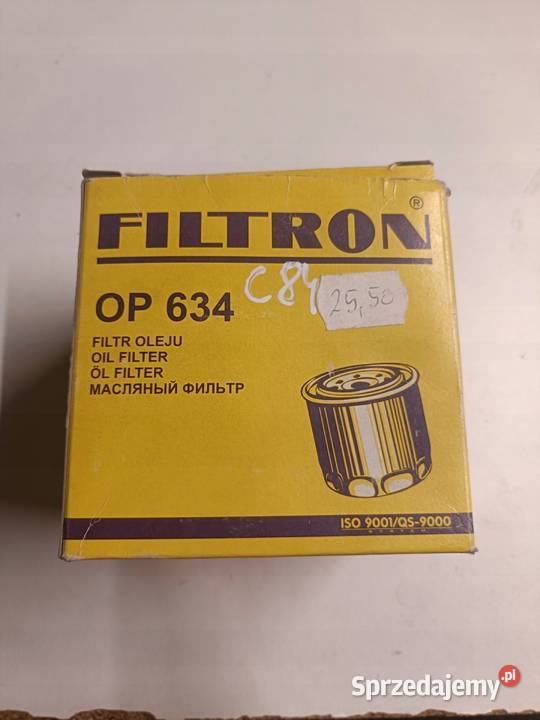 FILTRON®
OP 634
C84
25,50
FILTR OLEJU
OIL FILTER
ÖL FILTER
МАСЛЯНЫЙ ФИЛЬТР
ISO 9001/QS-9000
SYSTEM
Sprzedajemy.pl